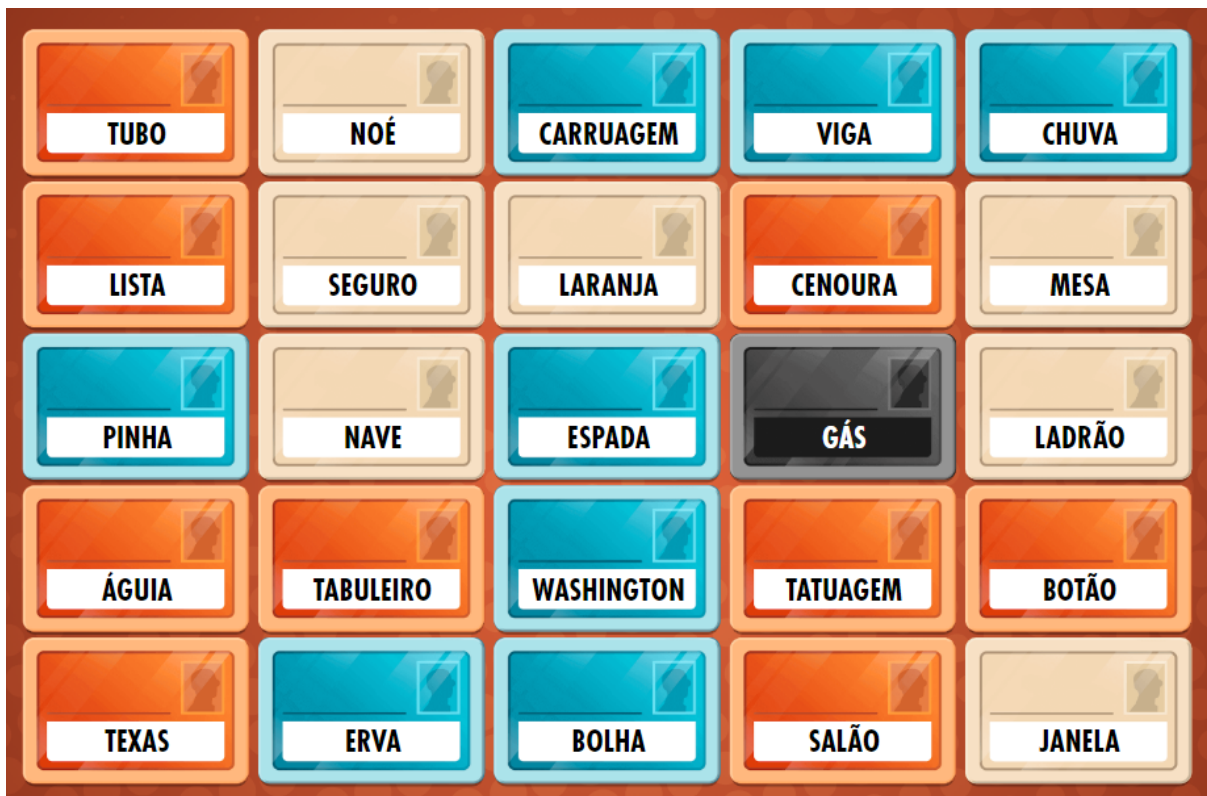 TUBO
NOÉ
CARRUAGEM
VIGA
CHUVA
LISTA
SEGURO
LARANJA
CENOURA
MESA
PINHA
NAVE
ESPADA
GÁS
LADRÃO
ÁGUIA
TABULEIRO
WASHINGTON
TATUAGEM
BOTÃO
TEXAS
ERVA
BOLHA
SALÃO
JANELA